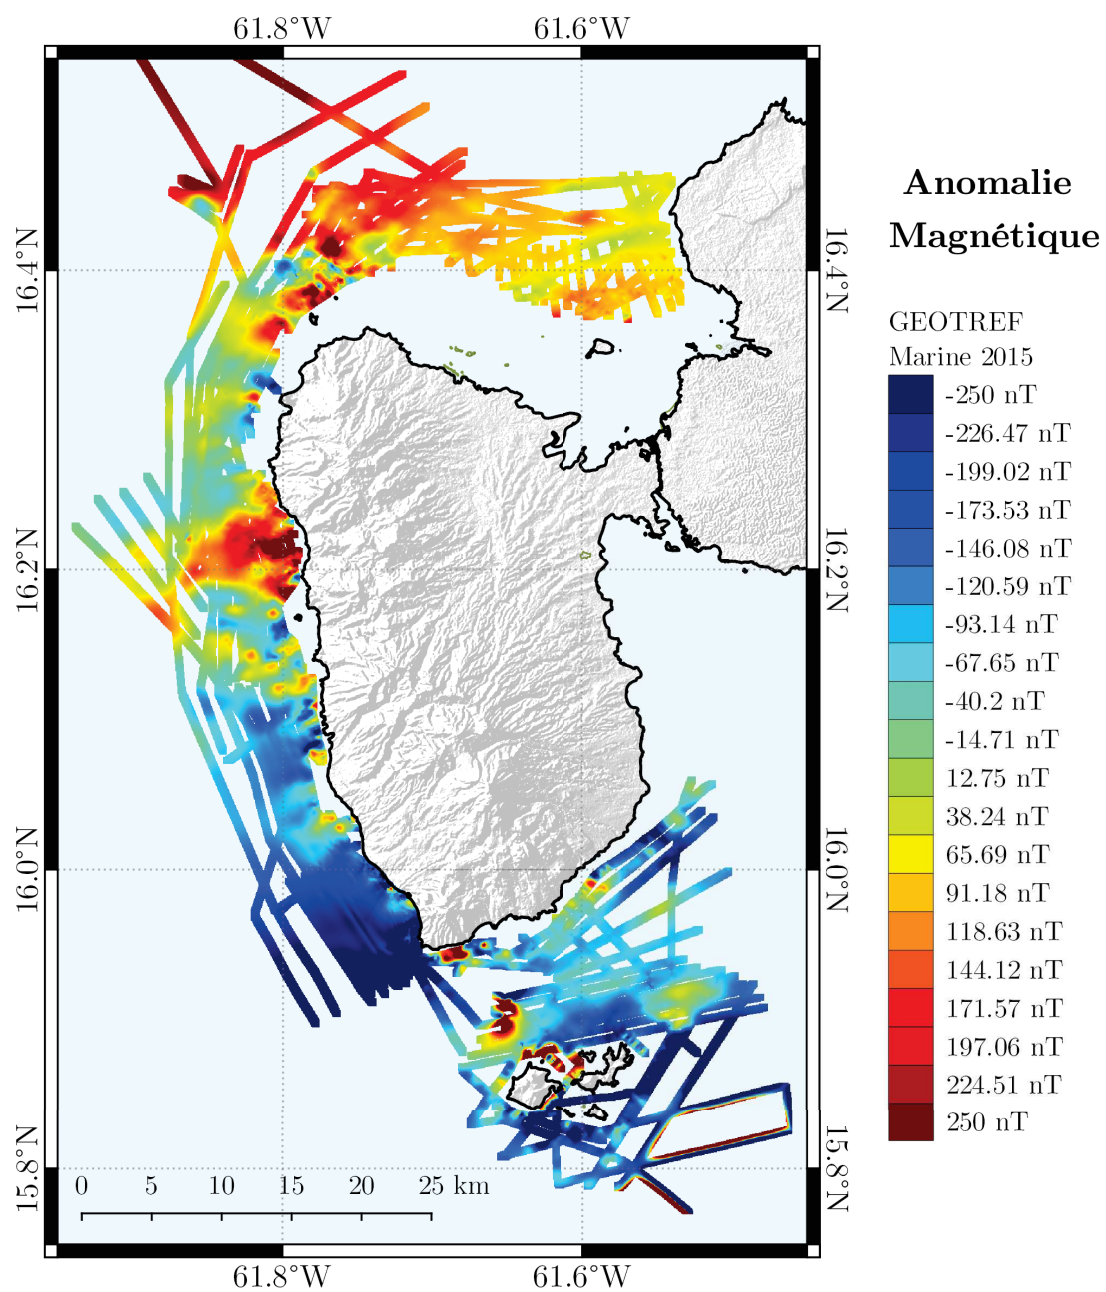 61.8°W 61.6°W
16.4°N
16.2°N
16.0°N
15.8°N
16.4°N
16.2°N
16.0°N
15.8°N
0 5 10 15 20 25 km
61.8°W 61.6°W
Anomalie
Magnétique
GEOTREF
Marine 2015
-250 nT
-226.47 nT
-199.02 nT
-173.53 nT
-146.08 nT
-120.59 nT
-93.14 nT
-67.65 nT
-40.2 nT
-14.71 nT
12.75 nT
38.24 nT
65.69 nT
91.18 nT
118.63 nT
144.12 nT
171.57 nT
197.06 nT
224.51 nT
250 nT